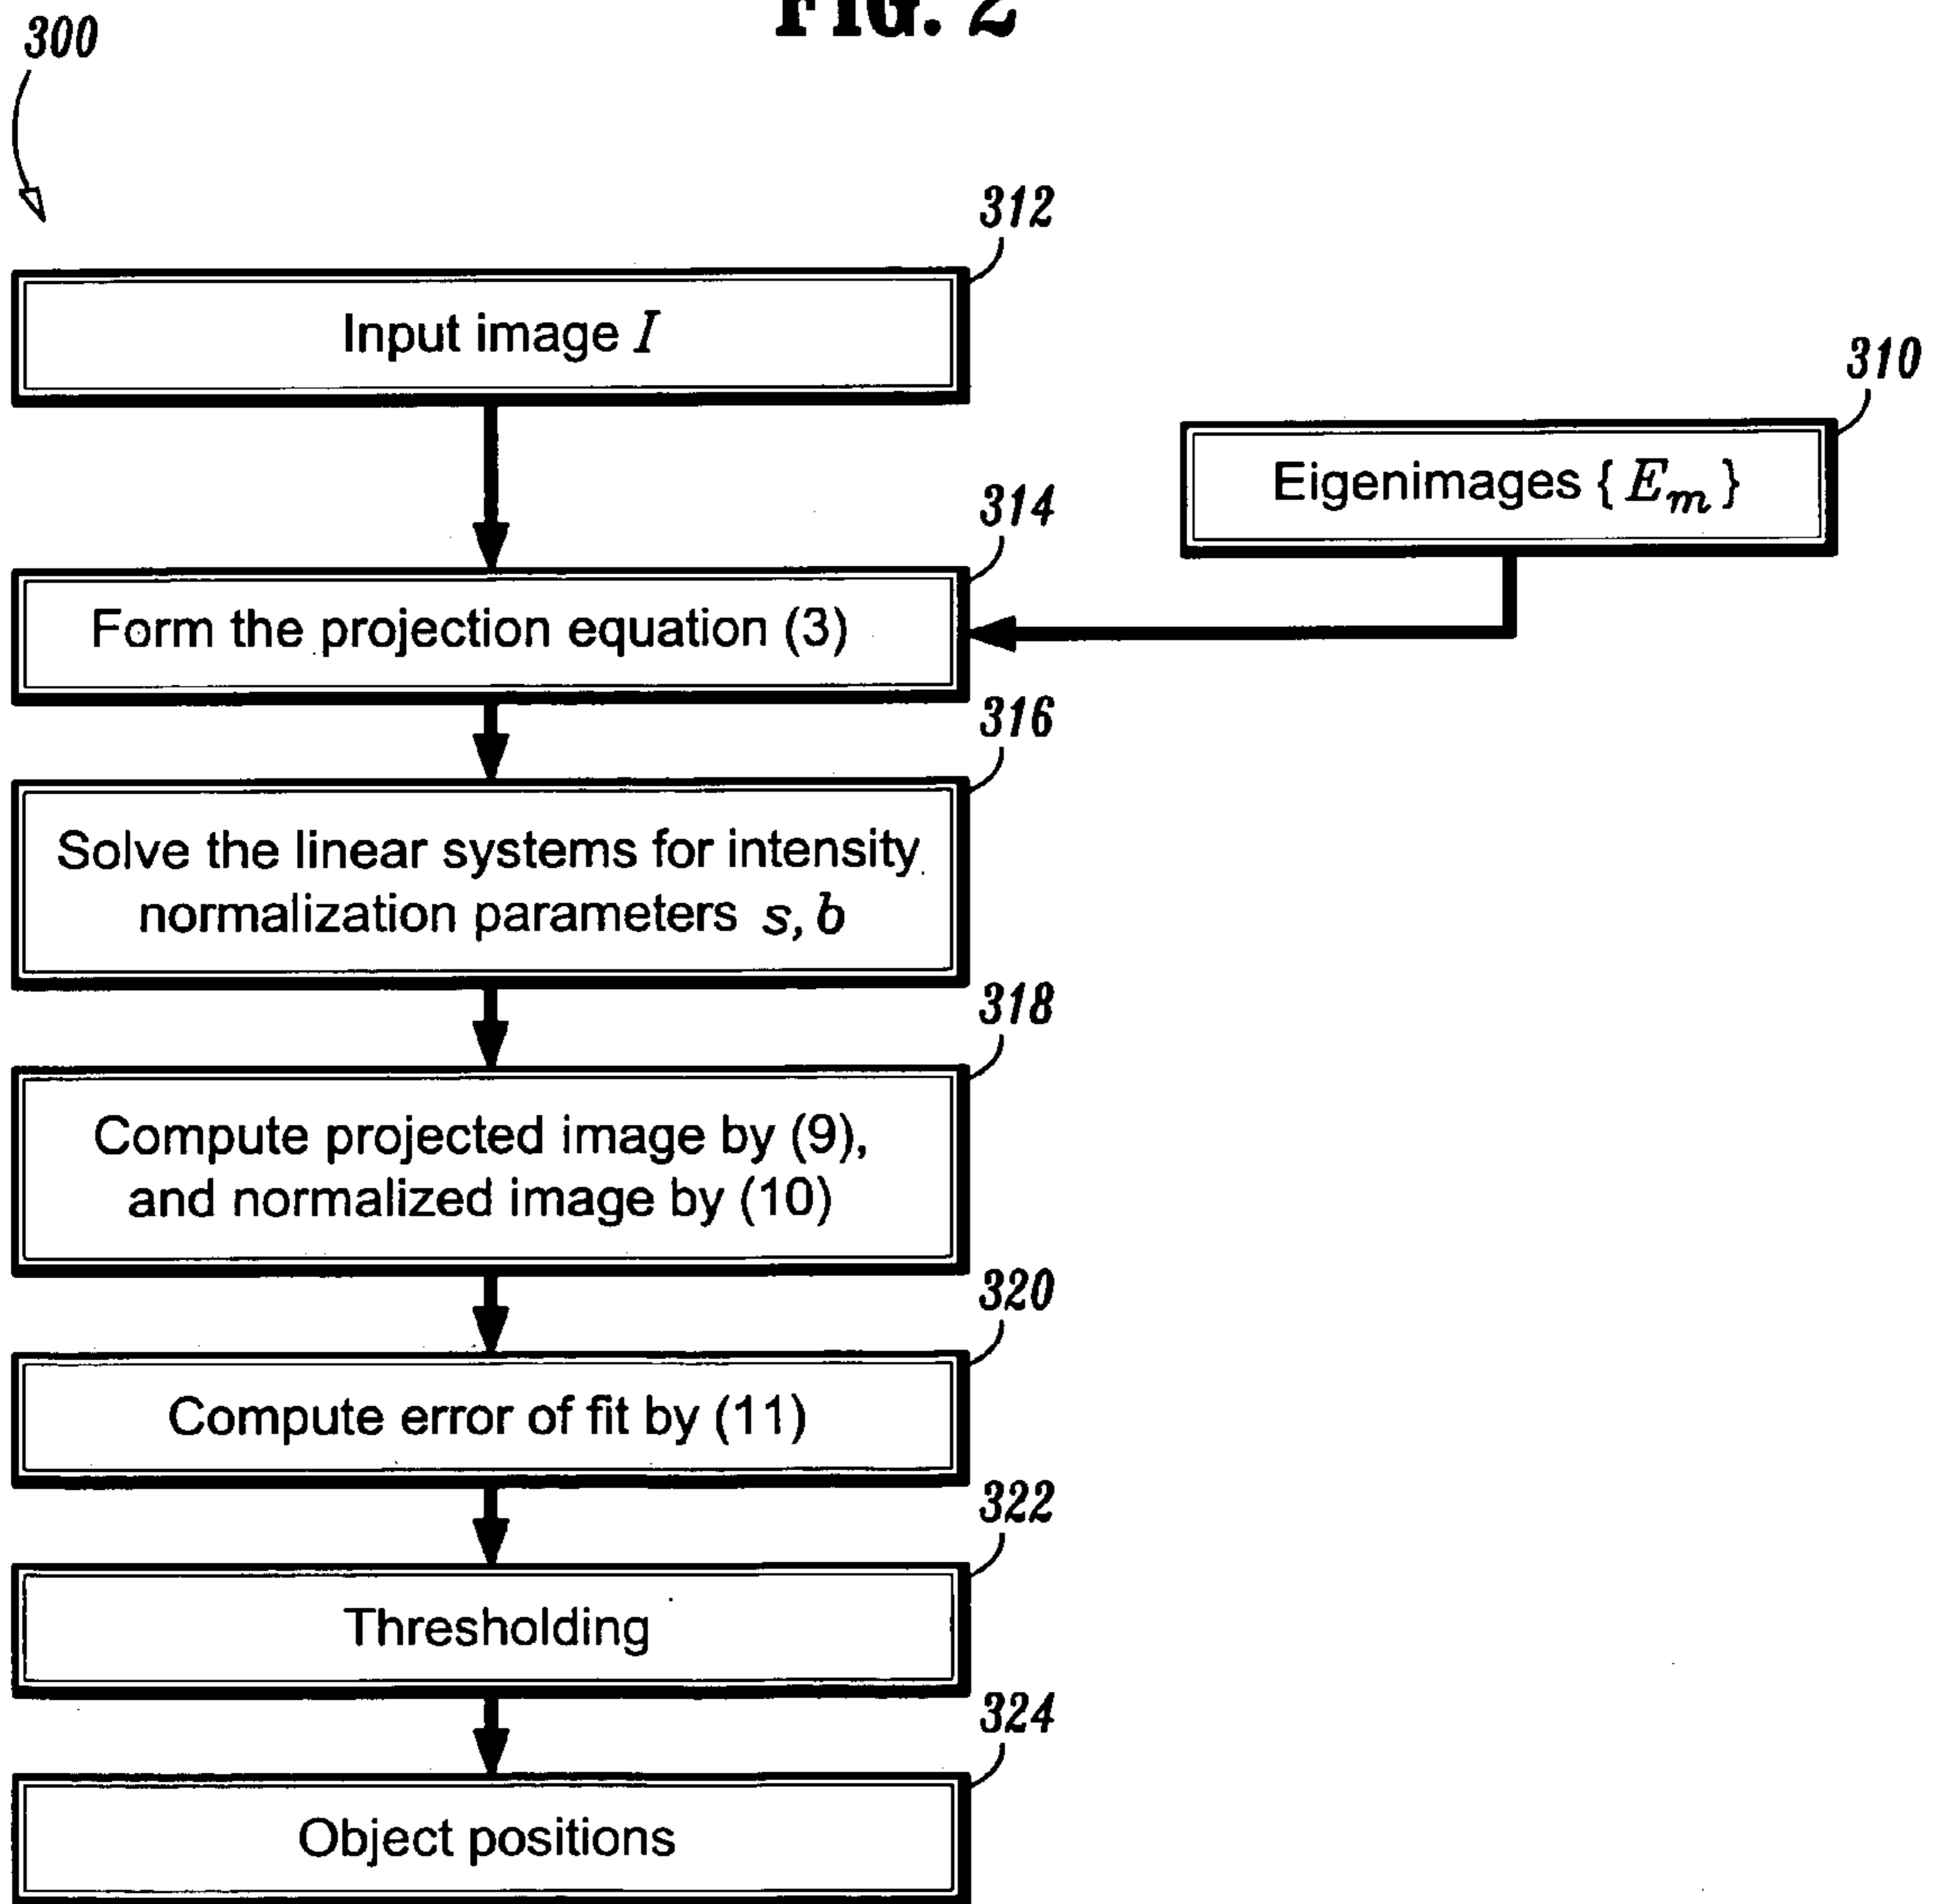 FIG. 2
300
312
Input image I
310
Eigenimages { E_m }
314
Form the projection equation (3)
316
Solve the linear systems for intensity
normalization parameters s, b
318
Compute projected image by (9),
and normalized image by (10)
320
Compute error of fit by (11)
322
Thresholding
324
Object positions